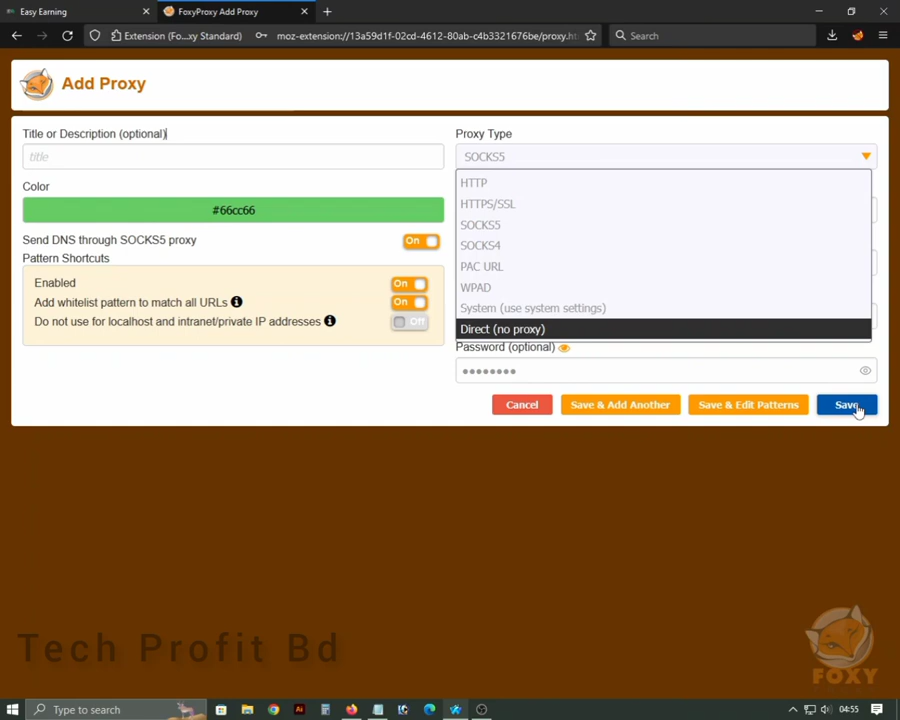 Easy Earning
FoxyProxy Add Proxy
Extension (Fo...xy Standard)
moz-extension://13a59d1f-02cd-4612-80ab-c4b3321676be/proxy.h
Search
Add Proxy
Title or Description (optional)
title
Color
#66cc66
Send DNS through SOCKS5 proxy
On
Pattern Shortcuts
Enabled
On
Add whitelist pattern to match all URLs
On
Do not use for localhost and intranet/private IP addresses
Off
Proxy Type
SOCKS5
HTTP
HTTPS/SSL
SOCKS5
SOCKS4
PAC URL
WPAD
System (use system settings)
Direct (no proxy)
Password (optional)
Cancel
Save & Add Another
Save & Edit Patterns
Save
Tech Profit Bd
FOXY
Type to search
Ai
04:55